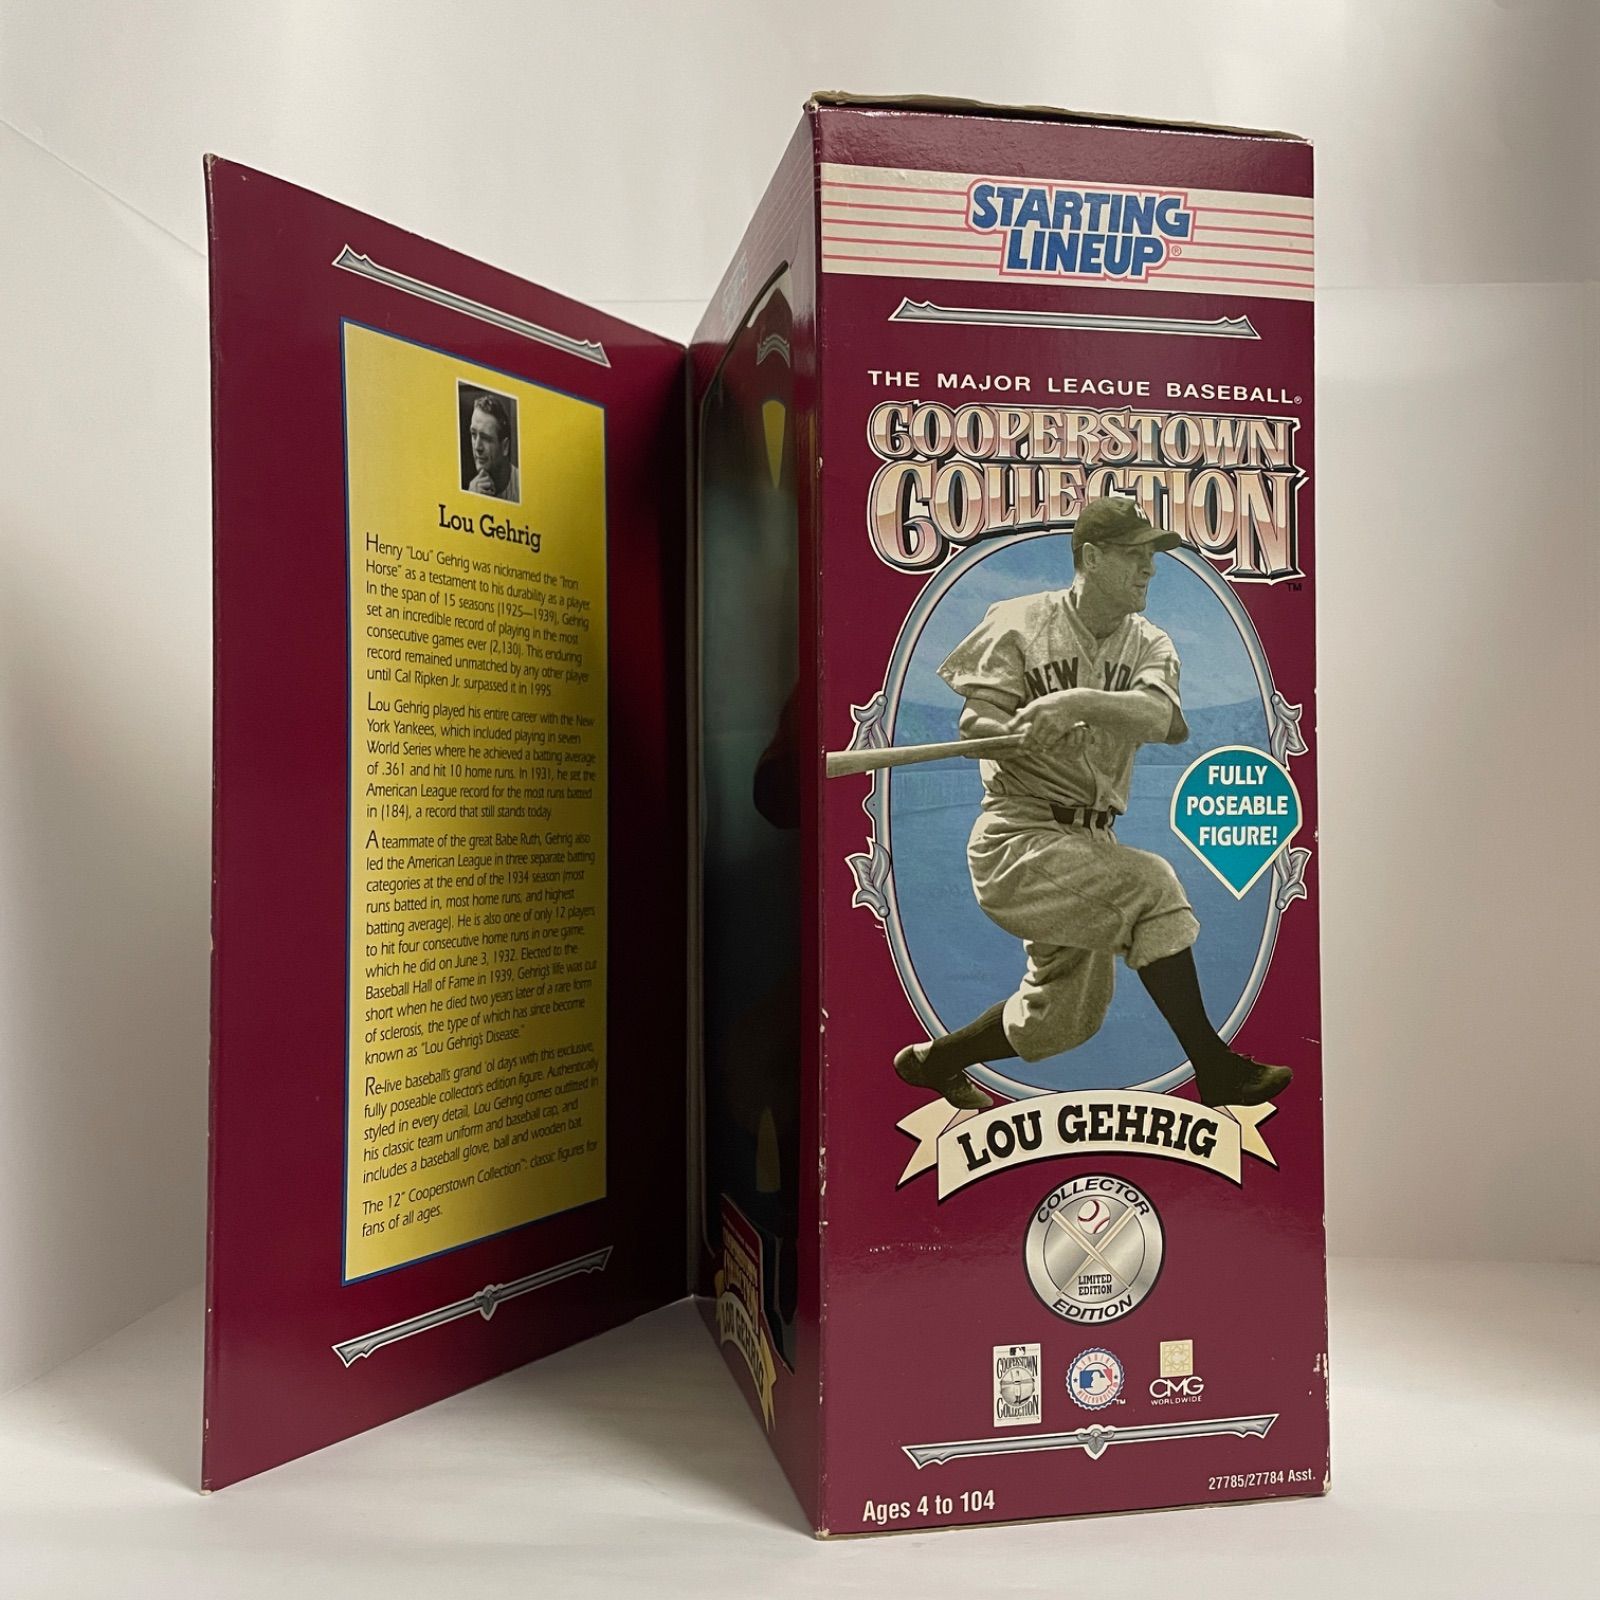 Lou Gehrig
Henry "Lou" Gehrig was nicknamed the "Iron
Horse" as a testament to his durability as a player.
In the span of 15 seasons (1925—1939), Gehrig
set an incredible record of playing in the most
consecutive games ever (2,130). This enduring
record remained unmatched by any other player
until Cal Ripken Jr. surpassed it in 1995.
Lou Gehrig played his entire career with the New
York Yankees, which included playing in seven
World Series where he achieved a batting average
of .361 and hit 10 home runs. In 1931, he set the
American League record for the most runs batted
in (184), a record that still stands today.
A teammate of the great Babe Ruth, Gehrig also
led the American League in three separate batting
categories at the end of the 1934 season (most
runs batted in, most home runs, and highest
batting average). He is also one of only 12 players
to hit four consecutive home runs in one game,
which he did on June 3, 1932. Elected to the
Baseball Hall of Fame in 1939, Gehrig's life was cut
short when he died two years later of a rare form
of sclerosis, the type of which has since become
known as "Lou Gehrig's Disease."
Re-live baseball's grand 'ol days with this exclusive,
fully poseable collector's edition figure. Authentically
styled in every detail, Lou Gehrig comes outfitted in
his classic team uniform and baseball cap, and
includes a baseball glove, ball and wooden bat.
The 12" Cooperstown Collection™: classic figures for
fans of all ages.
LOU GEHRIG
STARTING
LINEUP®
THE MAJOR LEAGUE BASEBALL®
COOPERSTOWN
COLLECTION
TM
NEW YO
FULLY
POSEABLE
FIGURE!
LOU GEHRIG
COLLECTOR
LIMITED
EDITION
EDITION
COOPERSTOWN
COLLECTION
GENUINE
MERCHANDISE
TM
CMG
WORLDWIDE
27785/27784 Asst.
Ages 4 to 104